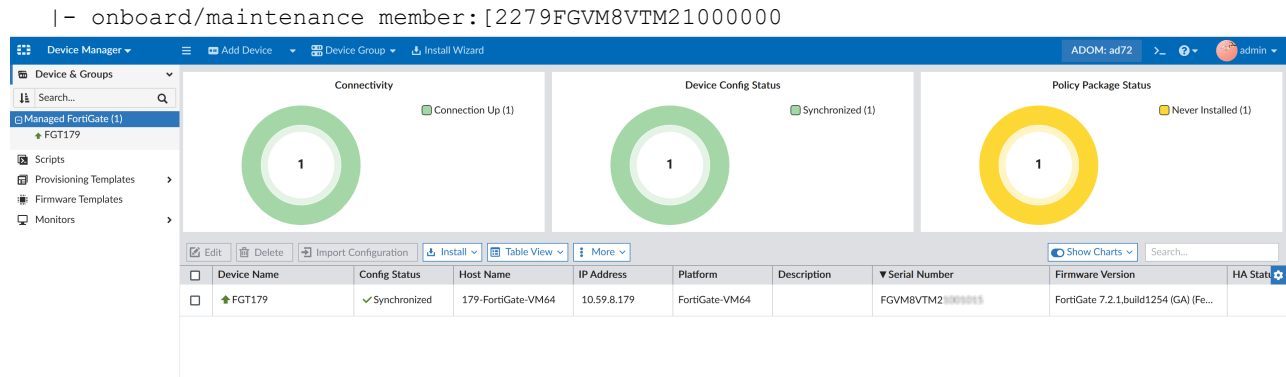 |- onboard/maintenance member:[2279FGVM8VTM21000000
Device Manager
Add Device
Device Group
Install Wizard
ADOM: ad72
>_
admin
Device & Groups
Search...
Managed FortiGate (1)
FGT179
Scripts
Provisioning Templates
Firmware Templates
Monitors
Connectivity
Connection Up (1)
1
Device Config Status
Synchronized (1)
1
Policy Package Status
Never Installed (1)
1
Edit
Delete
Import Configuration
Install
Table View
More
Show Charts
Search...
Device Name Config Status Host Name IP Address Platform Description ▼Serial Number Firmware Version HA Statu
FGT179 Synchronized 179-FortiGate-VM64 10.59.8.179 FortiGate-VM64 FGVM8VTM2 FortiGate 7.2.1,build1254 (GA) (Fe...